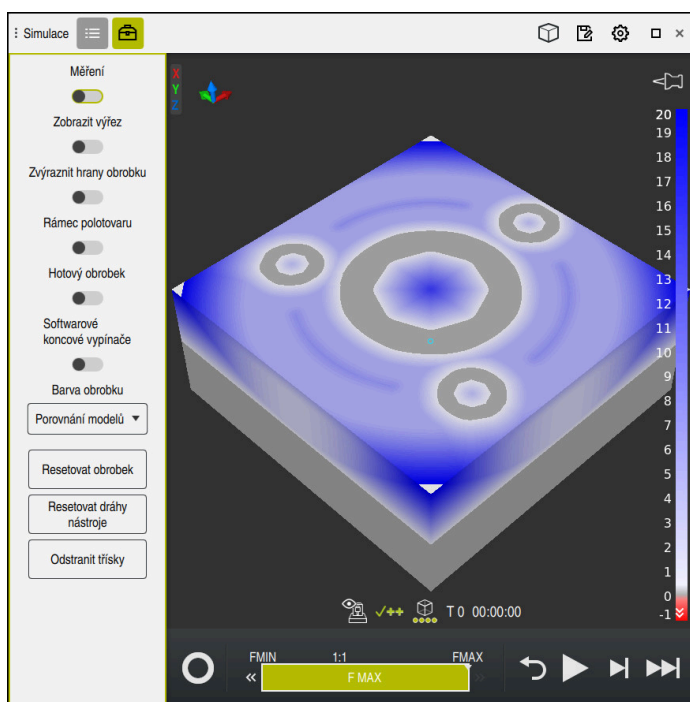 Simulace
Měření
Zobrazit výřez
Zvýraznit hrany obrobku
Rámec polotovaru
Hotový obrobek
Softwarové
koncové vypínače
Barva obrobku
Porovnání modelů
Resetovat obrobek
Resetovat dráhy
nástroje
Odstranit třísky
X
Y
Z
20
19
18
17
16
15
14
13
12
11
10
9
8
7
6
5
4
3
2
1
0
-1
T 0 00:00:00
FMIN 1:1 FMAX
F MAX